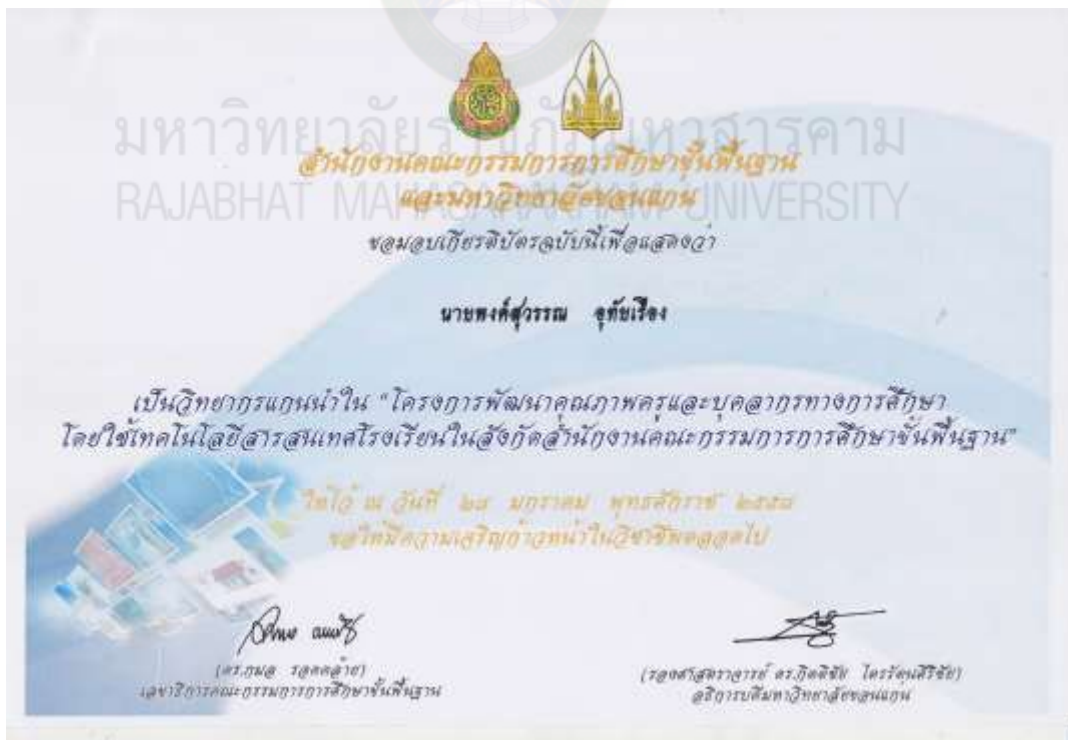 มหาวิทยาลัยราชภัฏมหาสารคาม
RAJABHAT MAHASARAKHAM UNIVERSITY
สำนักงานคณะกรรมการการศึกษาขั้นพื้นฐาน
และมหาวิทยาลัยขอนแก่น
ขอมอบเกียรติบัตรฉบับนี้เพื่อแสดงว่า
นายพงค์สุวรรณ อุทัยเรือง
เป็นวิทยากรแกนนำใน “โครงการพัฒนาคุณภาพครูและบุคลากรทางการศึกษา
โดยใช้เทคโนโลยีสารสนเทศโรงเรียนในสังกัดสำนักงานคณะกรรมการการศึกษาขั้นพื้นฐาน”
ให้ไว้ ณ วันที่ ๒๘ มกราคม พุทธศักราช ๒๕๕๘
ขอให้มีความเจริญก้าวหน้าในวิชาชีพตลอดไป
(ดร.กมล รอดคล้าย)
เลขาธิการคณะกรรมการการศึกษาขั้นพื้นฐาน
(รองศาสตราจารย์ ดร.กิตติชัย ไตรรัตนศิริชัย)
อธิการบดีมหาวิทยาลัยขอนแก่น